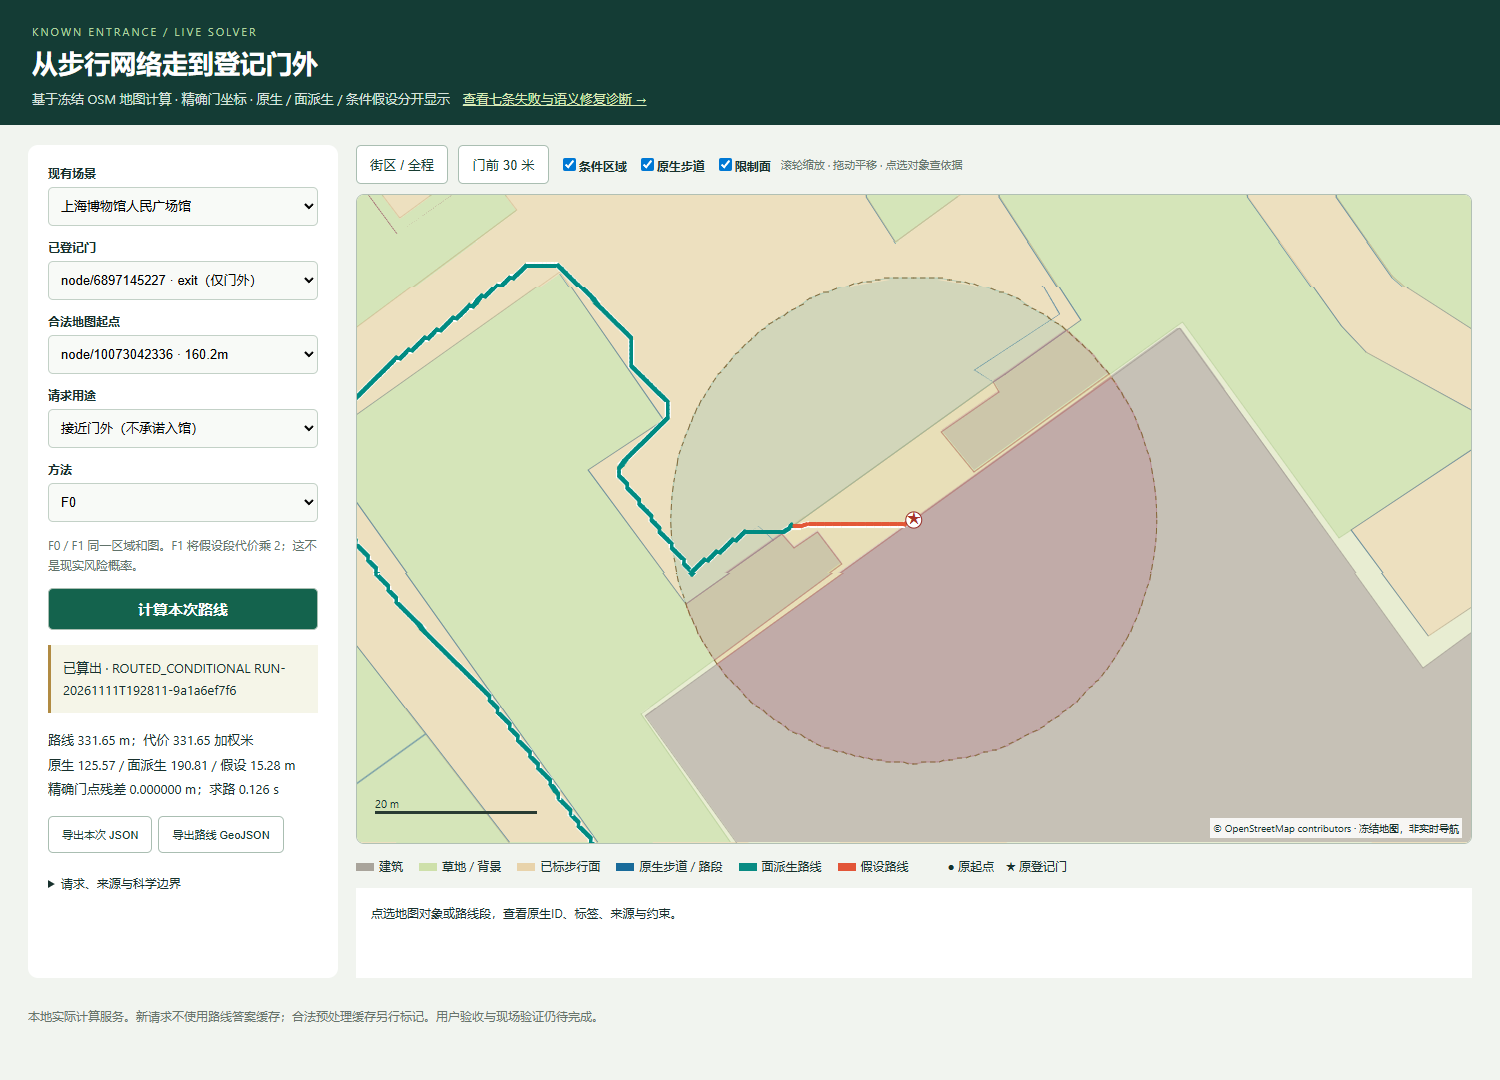 KNOWN ENTRANCE / LIVE SOLVER
从步行网络走到登记门外
基于冻结 OSM 地图计算 · 精确门坐标 · 原生 / 面派生 / 条件假设分开显示 查看七条失败与语义修复诊断 →
现有场景
上海博物馆人民广场馆
已登记门
node/6897145227 · exit（仅门外）
合法地图起点
node/10073042336 · 160.2m
请求用途
接近门外（不承诺入馆）
方法
F0
F0 / F1 同一区域和图。F1 将假设段代价乘 2；这不
是现实风险概率。
计算本次路线
已算出 · ROUTED_CONDITIONAL RUN-
20261111T192811-9a1a6ef7f6
路线 331.65 m；代价 331.65 加权米
原生 125.57 / 面派生 190.81 / 假设 15.28 m
精确门点残差 0.000000 m；求路 0.126 s
导出本次 JSON 导出路线 GeoJSON
▶ 请求、来源与科学边界
街区 / 全程 门前 30 米 条件区域 原生步道 限制面 滚轮缩放 · 拖动平移 · 点选对象查依据
20 m
© OpenStreetMap contributors · 冻结地图，非实时导航
建筑 草地 / 背景 已标步行面 原生步道 / 路段 面派生路线 假设路线 ● 原起点 ★ 原登记门
点选地图对象或路线段，查看原生ID、标签、来源与约束。
本地实际计算服务。新请求不使用路线答案缓存；合法预处理缓存另行标记。用户验收与现场验证仍待完成。